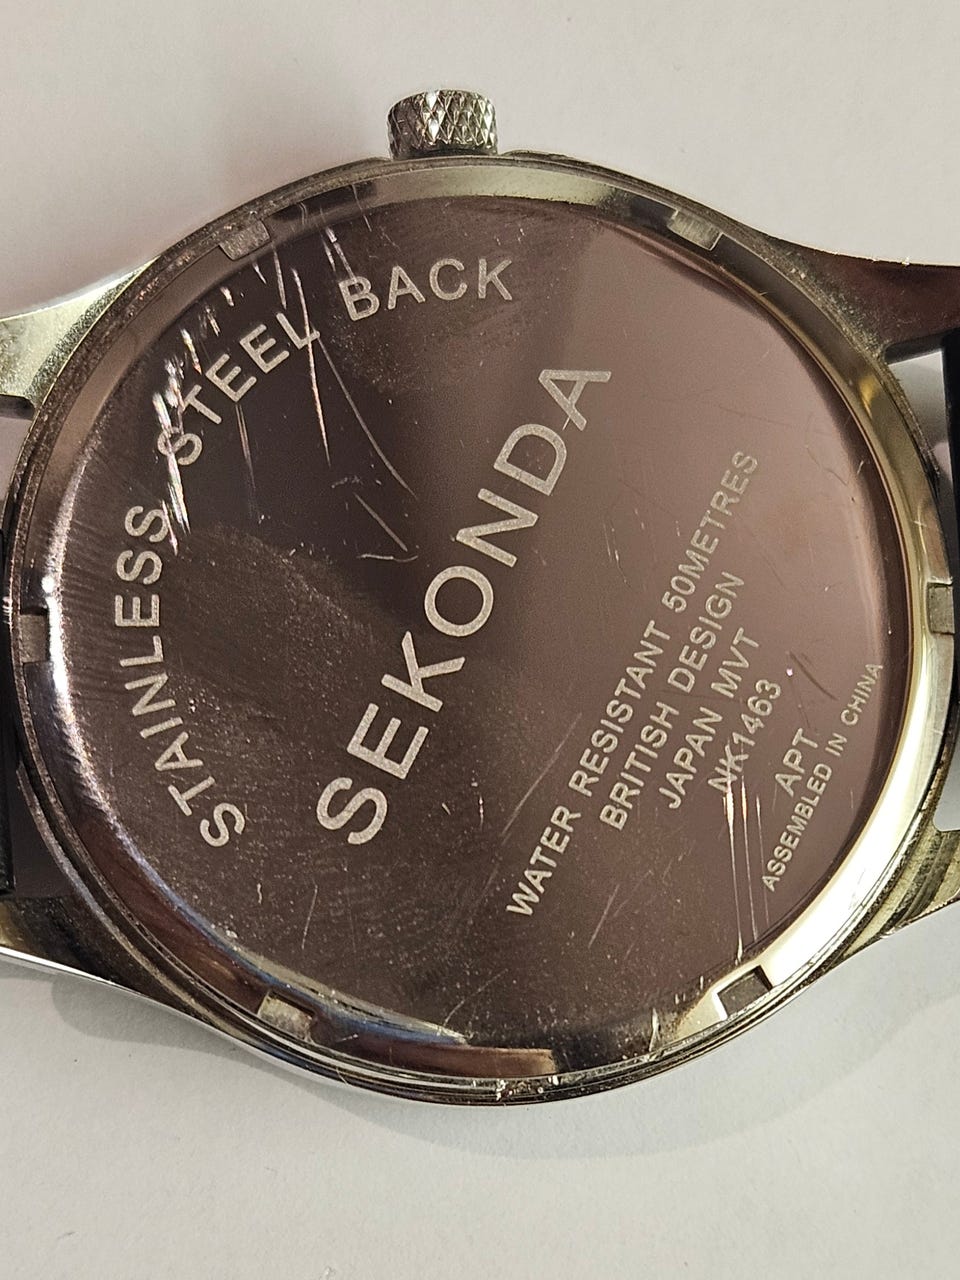 STAINLESS STEEL BACK
SEKONDA
WATER RESISTANT 50METRES
BRITISH DESIGN
JAPAN MVT
NK1463
APT
ASSEMBLED IN CHINA